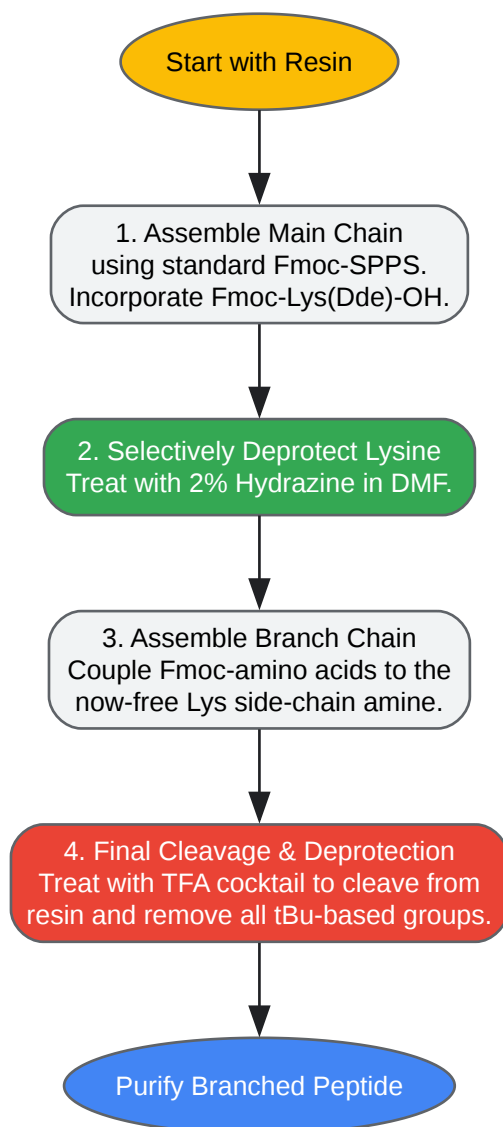 Start with Resin
1. Assemble Main Chain
using standard Fmoc-SPPS.
Incorporate Fmoc-Lys(Dde)-OH.
2. Selectively Deprotect Lysine
Treat with 2% Hydrazine in DMF.
3. Assemble Branch Chain
Couple Fmoc-amino acids to the
now-free Lys side-chain amine.
4. Final Cleavage & Deprotection
Treat with TFA cocktail to cleave from
resin and remove all tBu-based groups.
Purify Branched Peptide